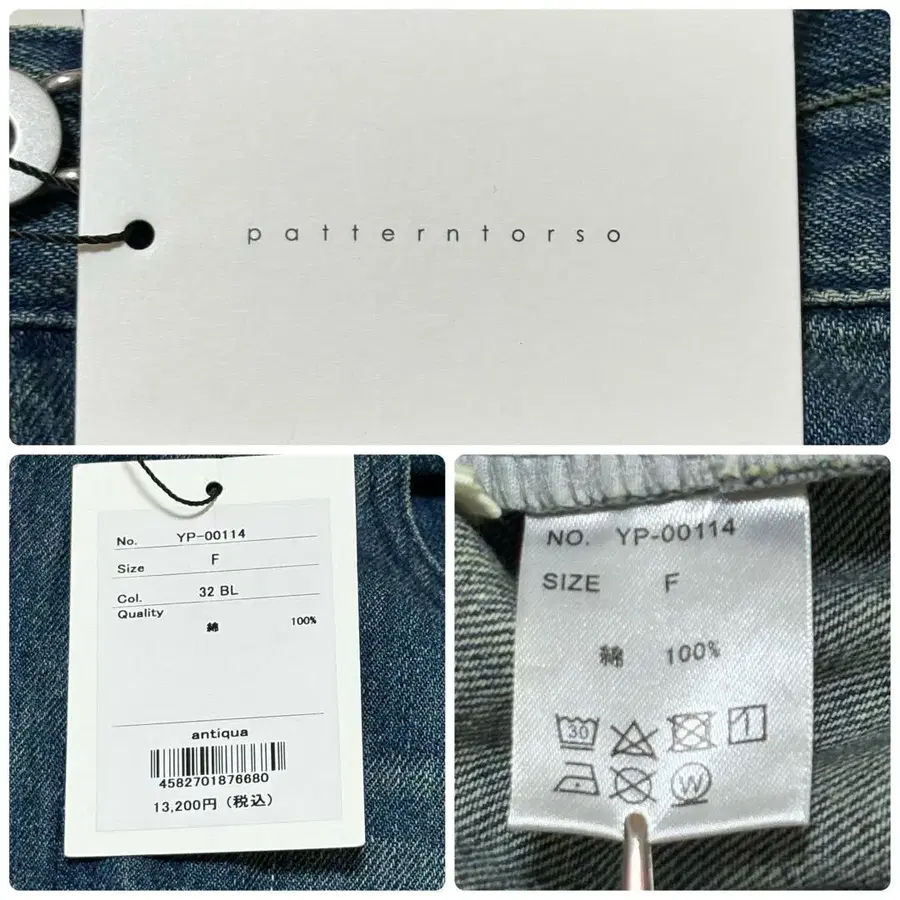 patterntorso
No. YP-00114
Size F
Col. 32 BL
Quality
綿 100%
antiqua
4582701876680
13,200円（税込）
NO. YP-00114
SIZE F
綿 100%
30
W